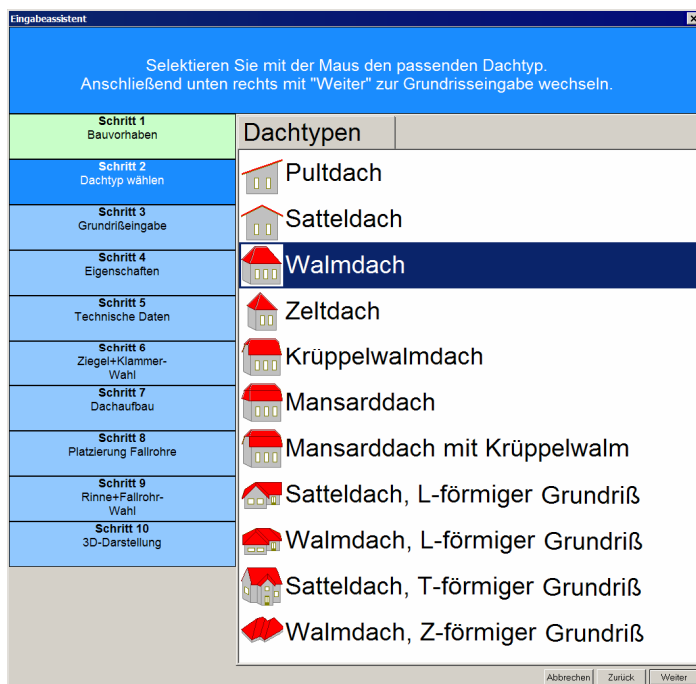 Eingabeassistent
Selektieren Sie mit der Maus den passenden Dachtyp.
Anschließend unten rechts mit "Weiter" zur Grundrisseingabe wechseln.
Schritt 1
Bauvorhaben
Schritt 2
Dachtyp wählen
Schritt 3
Grundrißeingabe
Schritt 4
Eigenschaften
Schritt 5
Technische Daten
Schritt 6
Ziegel+Klammer-
Wahl
Schritt 7
Dachaufbau
Schritt 8
Platzierung Fallrohre
Schritt 9
Rinne+Fallrohr-
Wahl
Schritt 10
3D-Darstellung
Dachtypen
Pultdach
Satteldach
Walmdach
Zeltdach
Krüppelwalmdach
Mansarddach
Mansarddach mit Krüppelwalm
Satteldach, L-förmiger Grundriß
Walmdach, L-förmiger Grundriß
Satteldach, T-förmiger Grundriß
Walmdach, Z-förmiger Grundriß
Abbrechen Zurück Weiter